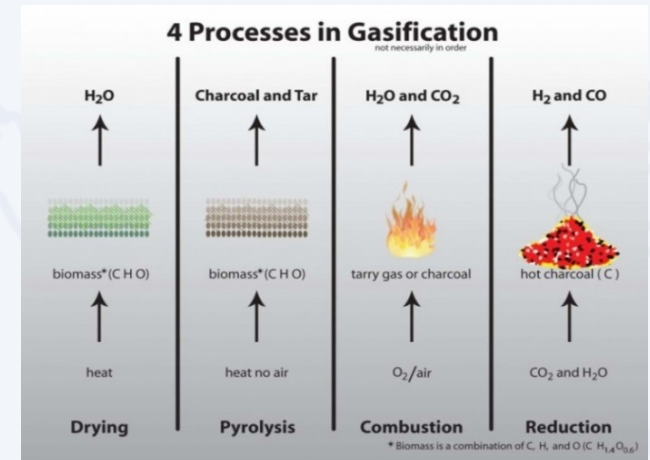 4 Processes in Gasification
not necessarily in order
H₂O
Charcoal and Tar
H₂O and CO₂
H₂ and CO
biomass*(C H O)
biomass*(C H O)
tarry gas or charcoal
hot charcoal ( C )
heat
heat no air
O₂/air
CO₂ and H₂O
Drying
Pyrolysis
Combustion
Reduction
* Biomass is a combination of C, H, and O (C H₁.₄O₀.₆)